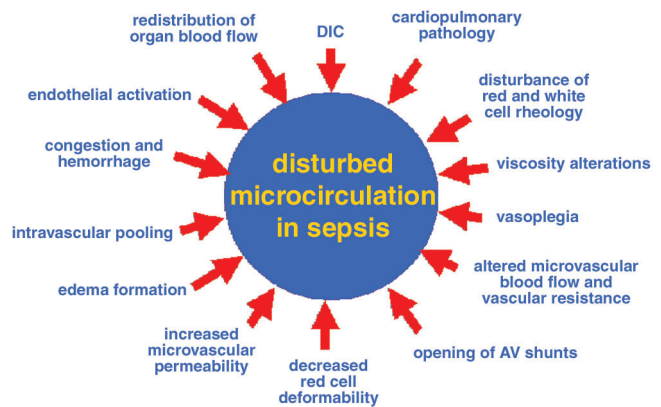 redistribution of
organ blood flow
DIC
cardiopulmonary
pathology
endothelial activation
disturbance of
red and white
cell rheology
congestion and
hemorrhage
disturbed
microcirculation
in sepsis
viscosity alterations
vasoplegia
intravascular pooling
edema formation
altered microvascular
blood flow and
vascular resistance
increased
microvascular
permeability
decreased
red cell
deformability
opening of AV shunts